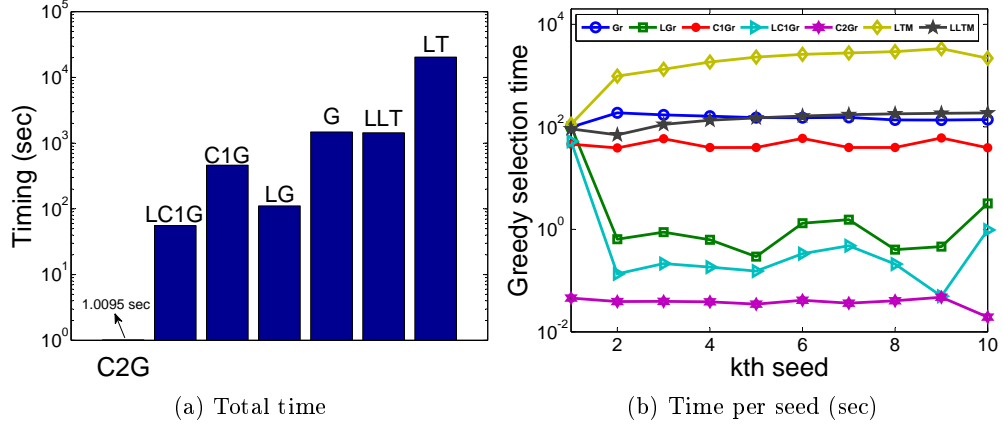 10^5
10^4
10^3
10^2
10^1
10^0
Timing (sec)
1.0095 sec
C2G
LC1G
C1G
LG
G
LLT
LT
(a) Total time
Gr LGr C1Gr LC1Gr C2Gr LTM LLTM
10^4
10^2
10^0
10^-2
Greedy selection time
2 4 6 8 10
kth seed
(b) Time per seed (sec)